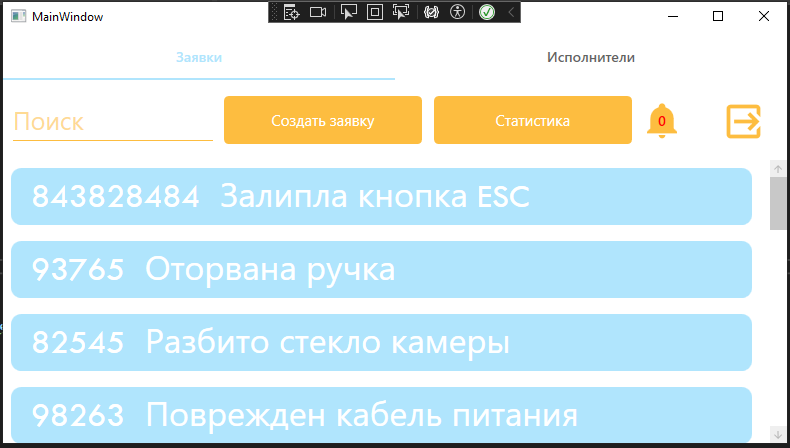 MainWindow
Заявки Исполнители
Поиск Создать заявку Статистика 0
843828484 Залипла кнопка ESC
93765 Оторвана ручка
82545 Разбито стекло камеры
98263 Поврежден кабель питания